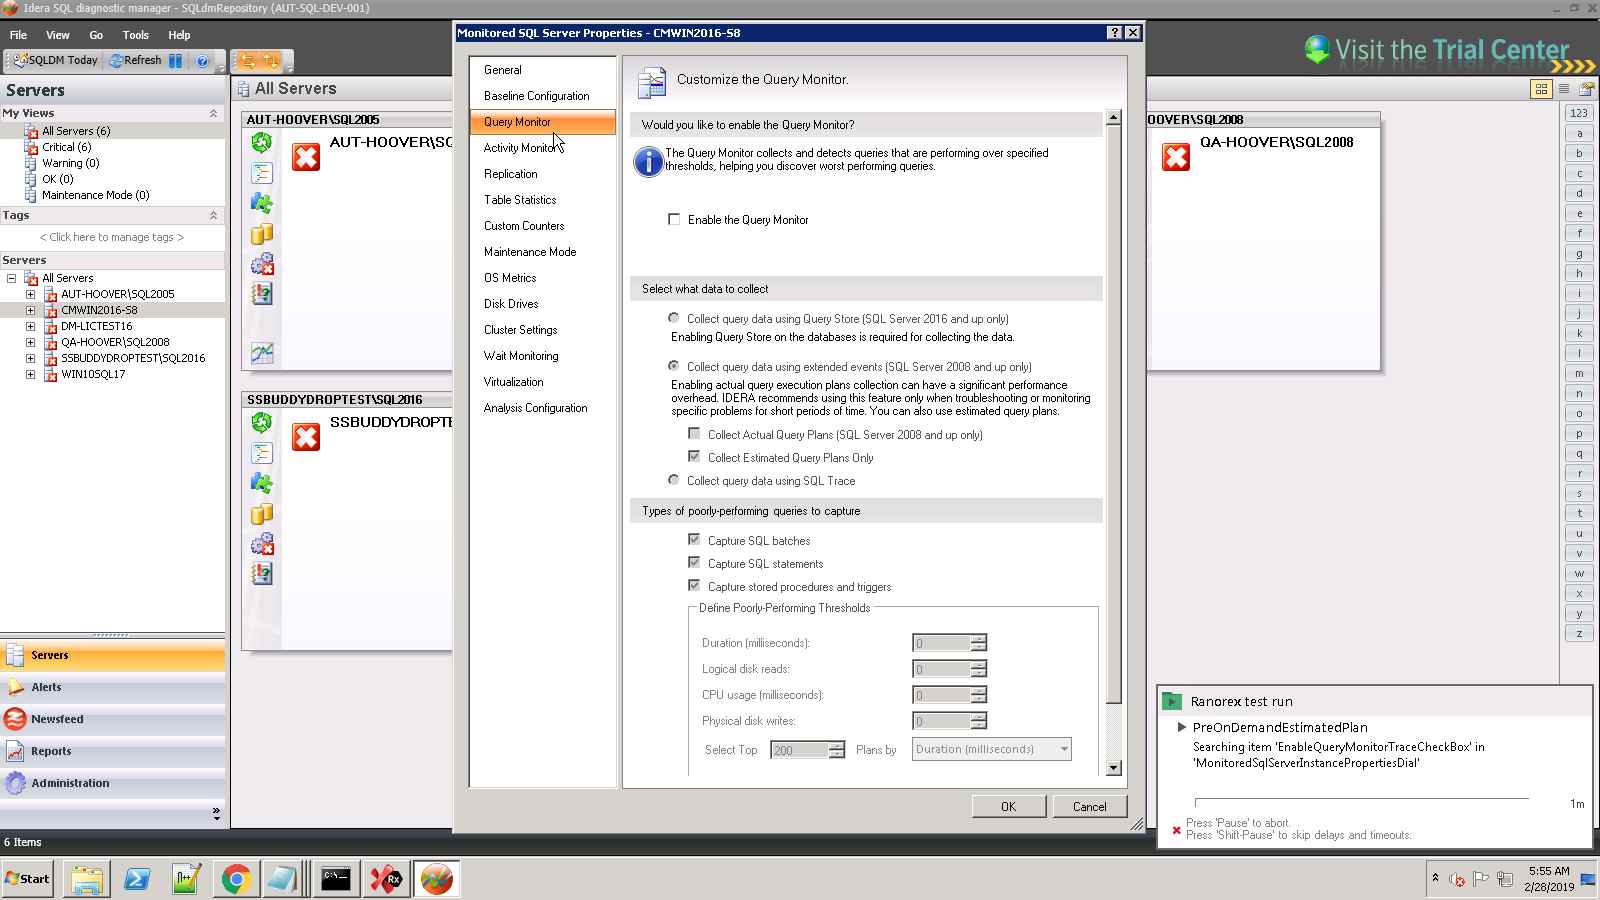 Idera SQL diagnostic manager - SQLdmRepository (AUT-SQL-DEV-001)
File View Go Tools Help
SQLDM Today Refresh
Visit the Trial Center
Servers
My Views
All Servers (6)
Critical (6)
Warning (0)
OK (0)
Maintenance Mode (0)
Tags
< Click here to manage tags >
Servers
All Servers
AUT-HOOVER\SQL2005
CMWIN2016-S8
DM-LICTEST16
QA-HOOVER\SQL2008
SSBUDDYDROPTEST\SQL2016
WIN10SQL17
Servers
Alerts
Newsfeed
Reports
Administration
6 Items
All Servers
AUT-HOOVER\SQL2005
AUT-HOOVER\SQ
SSBUDDYDROPTEST\SQL2016
SSBUDDYDROPTE
Monitored SQL Server Properties - CMWIN2016-S8
General
Baseline Configuration
Query Monitor
Activity Monitor
Replication
Table Statistics
Custom Counters
Maintenance Mode
OS Metrics
Disk Drives
Cluster Settings
Wait Monitoring
Virtualization
Analysis Configuration
Customize the Query Monitor.
Would you like to enable the Query Monitor?
The Query Monitor collects and detects queries that are performing over specified
thresholds, helping you discover worst performing queries.
Enable the Query Monitor
Select what data to collect
Collect query data using Query Store (SQL Server 2016 and up only)
Enabling Query Store on the databases is required for collecting the data.
Collect query data using extended events (SQL Server 2008 and up only)
Enabling actual query execution plans collection can have a significant performance
overhead. IDERA recommends using this feature only when troubleshooting or monitoring
specific problems for short periods of time. You can also use estimated query plans.
Collect Actual Query Plans (SQL Server 2008 and up only)
Collect Estimated Query Plans Only
Collect query data using SQL Trace
Types of poorly-performing queries to capture
Capture SQL batches
Capture SQL statements
Capture stored procedures and triggers
Define Poorly-Performing Thresholds
Duration (milliseconds): 0
Logical disk reads: 0
CPU usage (milliseconds): 0
Physical disk writes: 0
Select Top 200 Plans by Duration (milliseconds)
OK Cancel
OOVER\SQL2008
QA-HOOVER\SQL2008
123
a
b
c
d
e
f
g
h
i
j
k
l
m
n
o
p
q
r
s
t
u
v
w
x
y
z
Ranorex test run
PreOnDemandEstimatedPlan
Searching item 'EnableQueryMonitorTraceCheckBox' in
'MonitoredSqlServerInstancePropertiesDial'
1m
Press 'Pause' to abort.
Press 'Shift-Pause' to skip delays and timeouts.
Start
5:55 AM
2/28/2019